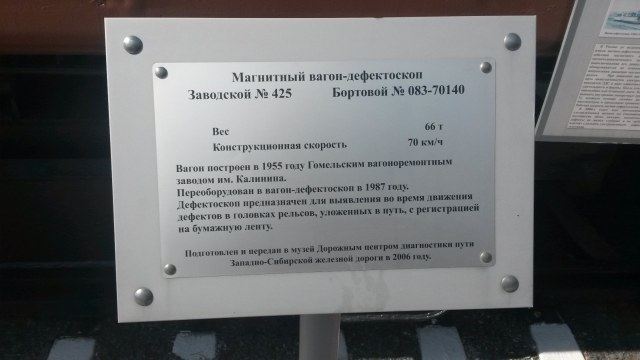 Магнитный вагон-дефектоскоп
Заводской № 425 Бортовой № 083-70140
Вес 66 т
Конструкционная скорость 70 км/ч
Вагон построен в 1955 году Гомельским вагоноремонтным
заводом им. Калинина.
Переоборудован в вагон-дефектоскоп в 1987 году.
Дефектоскоп предназначен для выявления во время движения
дефектов в головках рельсов, уложенных в путь, с регистрацией
на бумажную ленту.
Подготовлен и передан в музей Дорожным центром диагностики пути
Западно-Сибирской железной дороги в 2006 году.